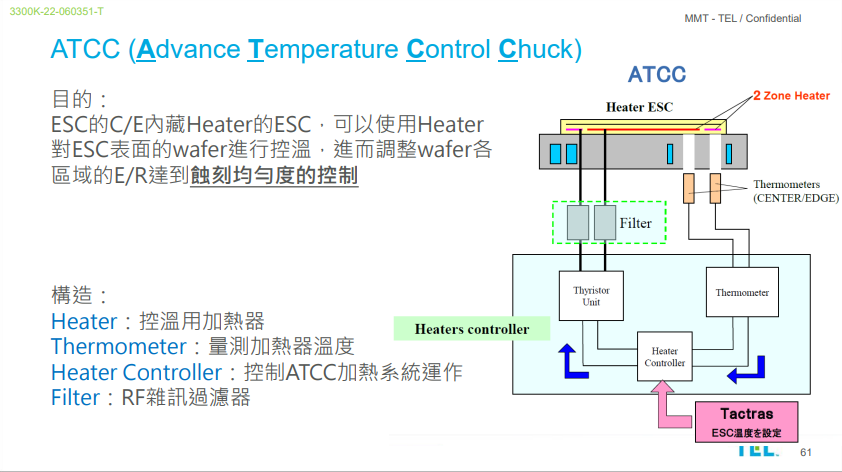 3300K-22-060351-T
MMT - TEL / Confidential
ATCC (Advance Temperature Control Chuck)
目的：
ESC的C/E內藏Heater的ESC，可以使用Heater
對ESC表面的wafer進行控溫，進而調整wafer各
區域的E/R達到蝕刻均勻度的控制
構造：
Heater：控溫用加熱器
Thermometer：量測加熱器溫度
Heater Controller：控制ATCC加熱系統運作
Filter：RF雜訊過濾器
ATCC
Heater ESC
2 Zone Heater
Thermometers
(CENTER/EDGE)
Filter
Thyristor
Unit
Thermometer
Heaters controller
Heater
Controller
Tactras
ESC温度を設定
TEL
61